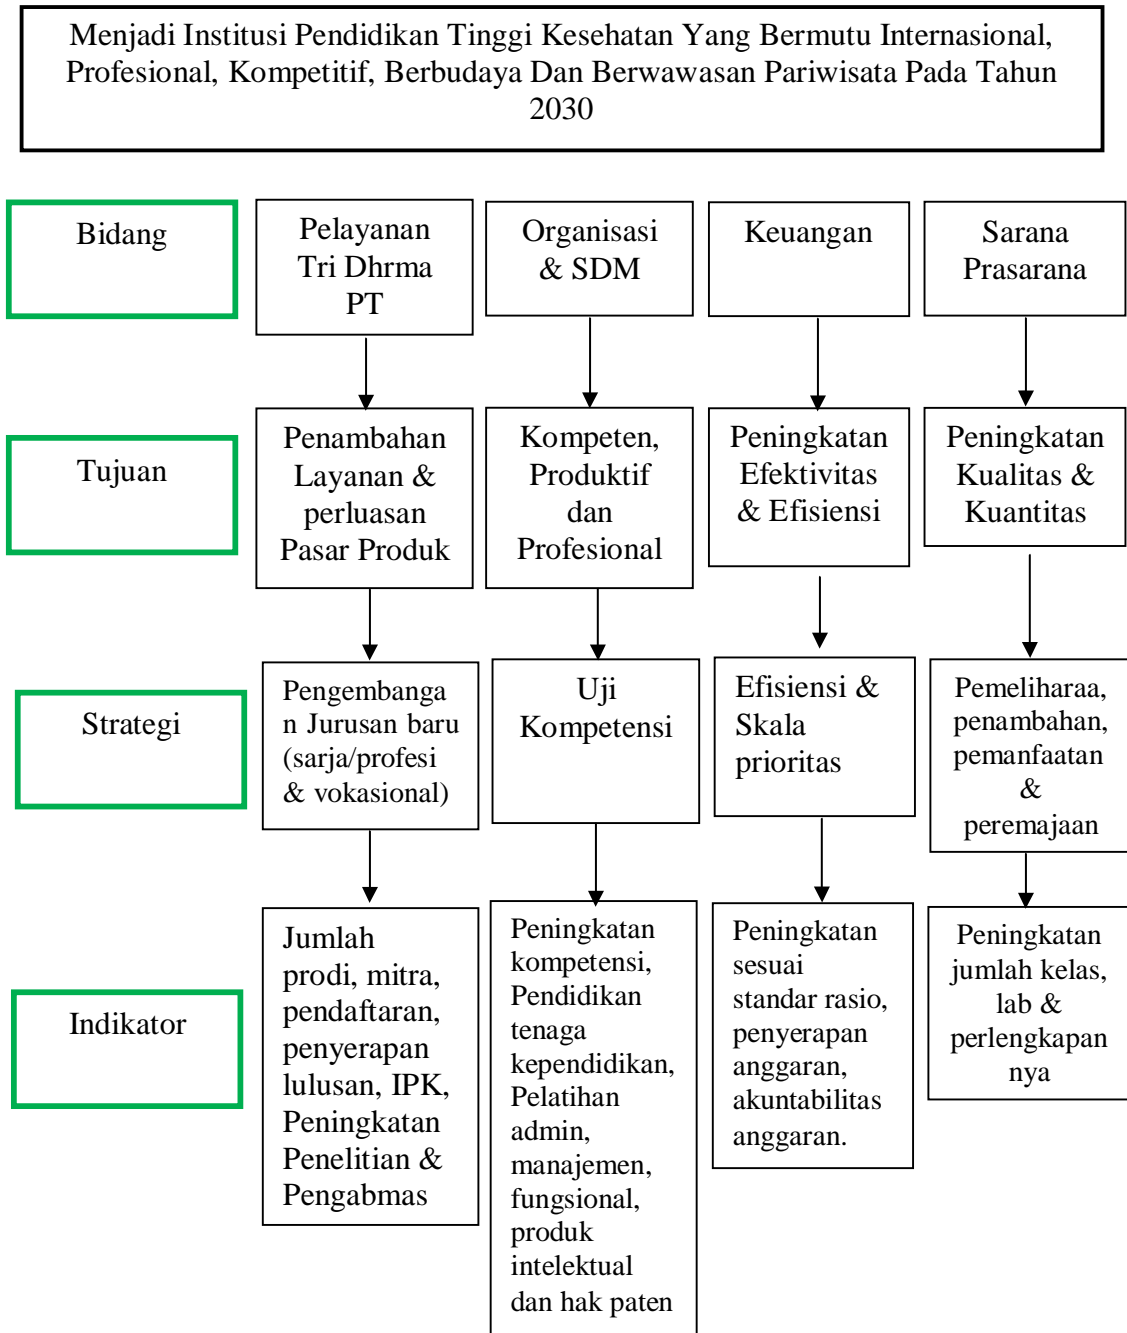 Menjadi Institusi Pendidikan Tinggi Kesehatan Yang Bermutu Internasional,
Profesional, Kompetitif, Berbudaya Dan Berwawasan Pariwisata Pada Tahun
2030
Bidang
Pelayanan
Tri Dhrma
PT
Organisasi
& SDM
Keuangan
Sarana
Prasarana
Tujuan
Penambahan
Layanan &
perluasan
Pasar Produk
Kompeten,
Produktif
dan
Profesional
Peningkatan
Efektivitas
& Efisiensi
Peningkatan
Kualitas &
Kuantitas
Strategi
Pengembanga
n Jurusan baru
(sarja/profesi
& vokasional)
Uji
Kompetensi
Efisiensi &
Skala
prioritas
Pemeliharaa,
penambahan,
pemanfaatan
&
peremajaan
Indikator
Jumlah
prodi, mitra,
pendaftaran,
penyerapan
lulusan, IPK,
Peningkatan
Penelitian &
Pengabmas
Peningkatan
kompetensi,
Pendidikan
tenaga
kependidikan,
Pelatihan
admin,
manajemen,
fungsional,
produk
intelektual
dan hak paten
Peningkatan
sesuai
standar rasio,
penyerapan
anggaran,
akuntabilitas
anggaran.
Peningkatan
jumlah kelas,
lab &
perlengkapan
nya